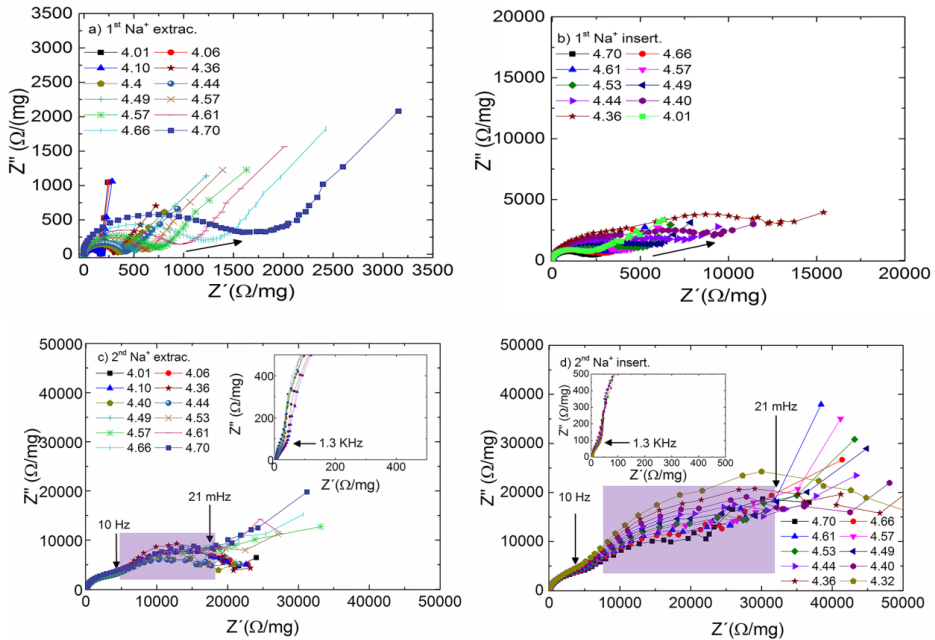 a) 1st Na+ extrac.
4.01 4.06
4.10 4.36
4.4 4.44
4.49 4.57
4.57 4.61
4.66 4.70
3500
3000
2500
2000
1500
1000
500
0
Z'' (Ω/(mg)
0 500 1000 1500 2000 2500 3000 3500
Z´(Ω/mg)
b) 1st Na+ insert.
4.70 4.66
4.61 4.57
4.53 4.49
4.44 4.40
4.36 4.01
20000
15000
10000
5000
0
Z'' (Ω/mg)
0 5000 10000 15000 20000
Z´(Ω/mg)
c) 2nd Na+ extrac.
4.01 4.06
4.10 4.36
4.40 4.44
4.49 4.53
4.57 4.61
4.66 4.70
50000
40000
30000
20000
10000
0
Z'' (Ω/mg)
400
200
0
Z'' (Ω/mg)
1.3 KHz
0 200 400
Z´(Ω/mg)
21 mHz
10 Hz
0 10000 20000 30000 40000 50000
Z´(Ω/mg)
d) 2nd Na+ insert.
50000
40000
30000
20000
10000
0
Z'' (Ω/mg)
500
400
300
200
100
0
Z'' (Ω/mg)
1.3 KHz
0 100 200 300 400 500
Z´(Ω/mg)
21 mHz
10 Hz
4.70 4.66
4.61 4.57
4.53 4.49
4.44 4.40
4.36 4.32
0 10000 20000 30000 40000 50000
Z´(Ω/mg)